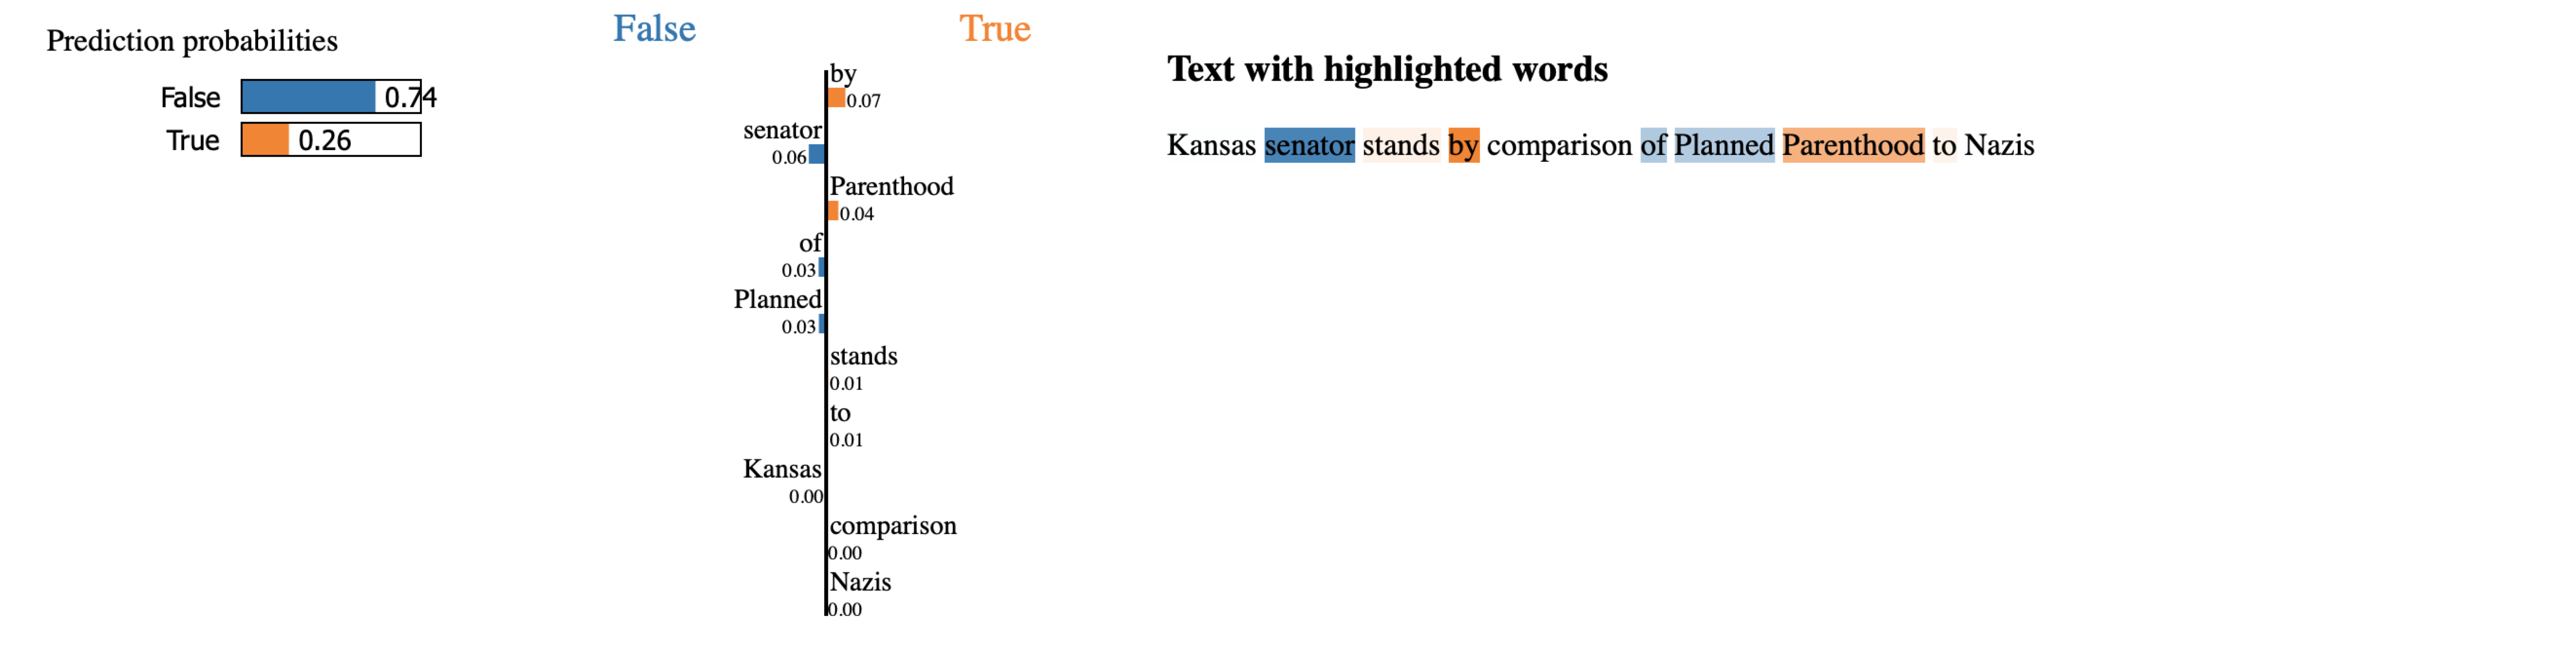 Prediction probabilities
False 0.74
True 0.26
False True
by
0.07
senator
0.06
Parenthood
0.04
of
0.03
Planned
0.03
stands
0.01
to
0.01
Kansas
0.00
comparison
0.00
Nazis
0.00
Text with highlighted words
Kansas senator stands by comparison of Planned Parenthood to Nazis